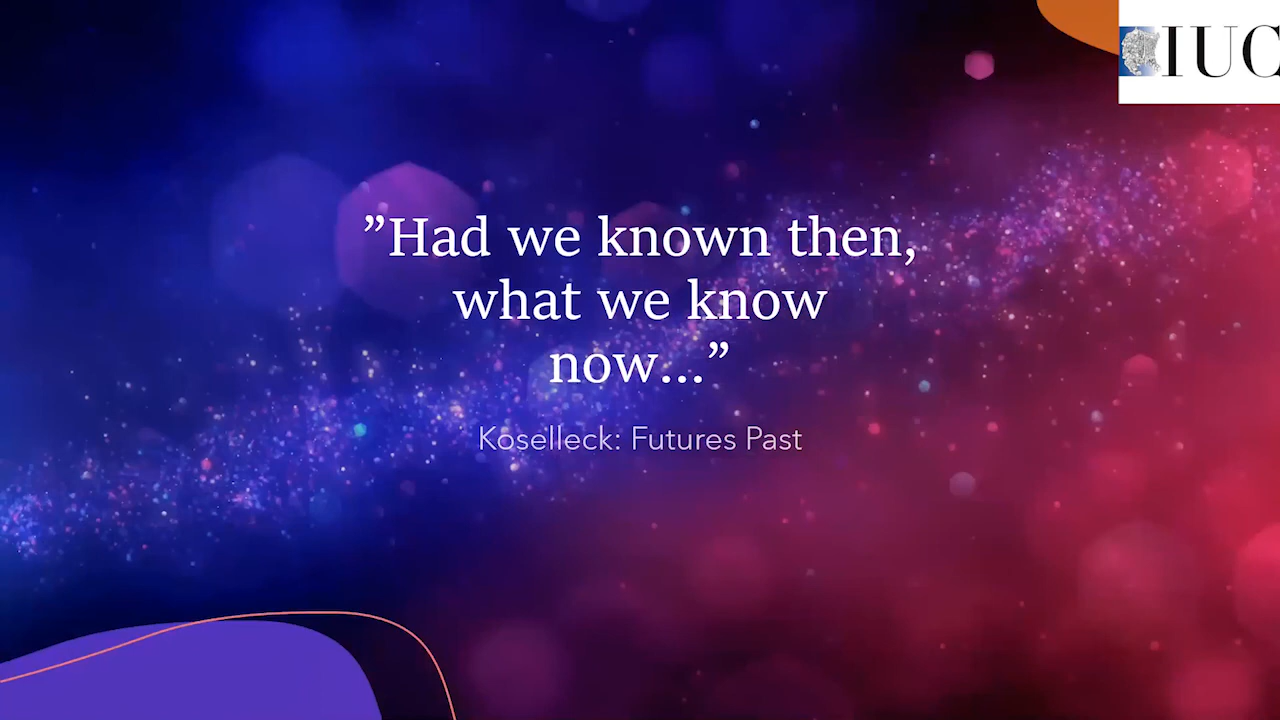 IUC
”Had we known then,
what we know
now…”
Koselleck: Futures Past